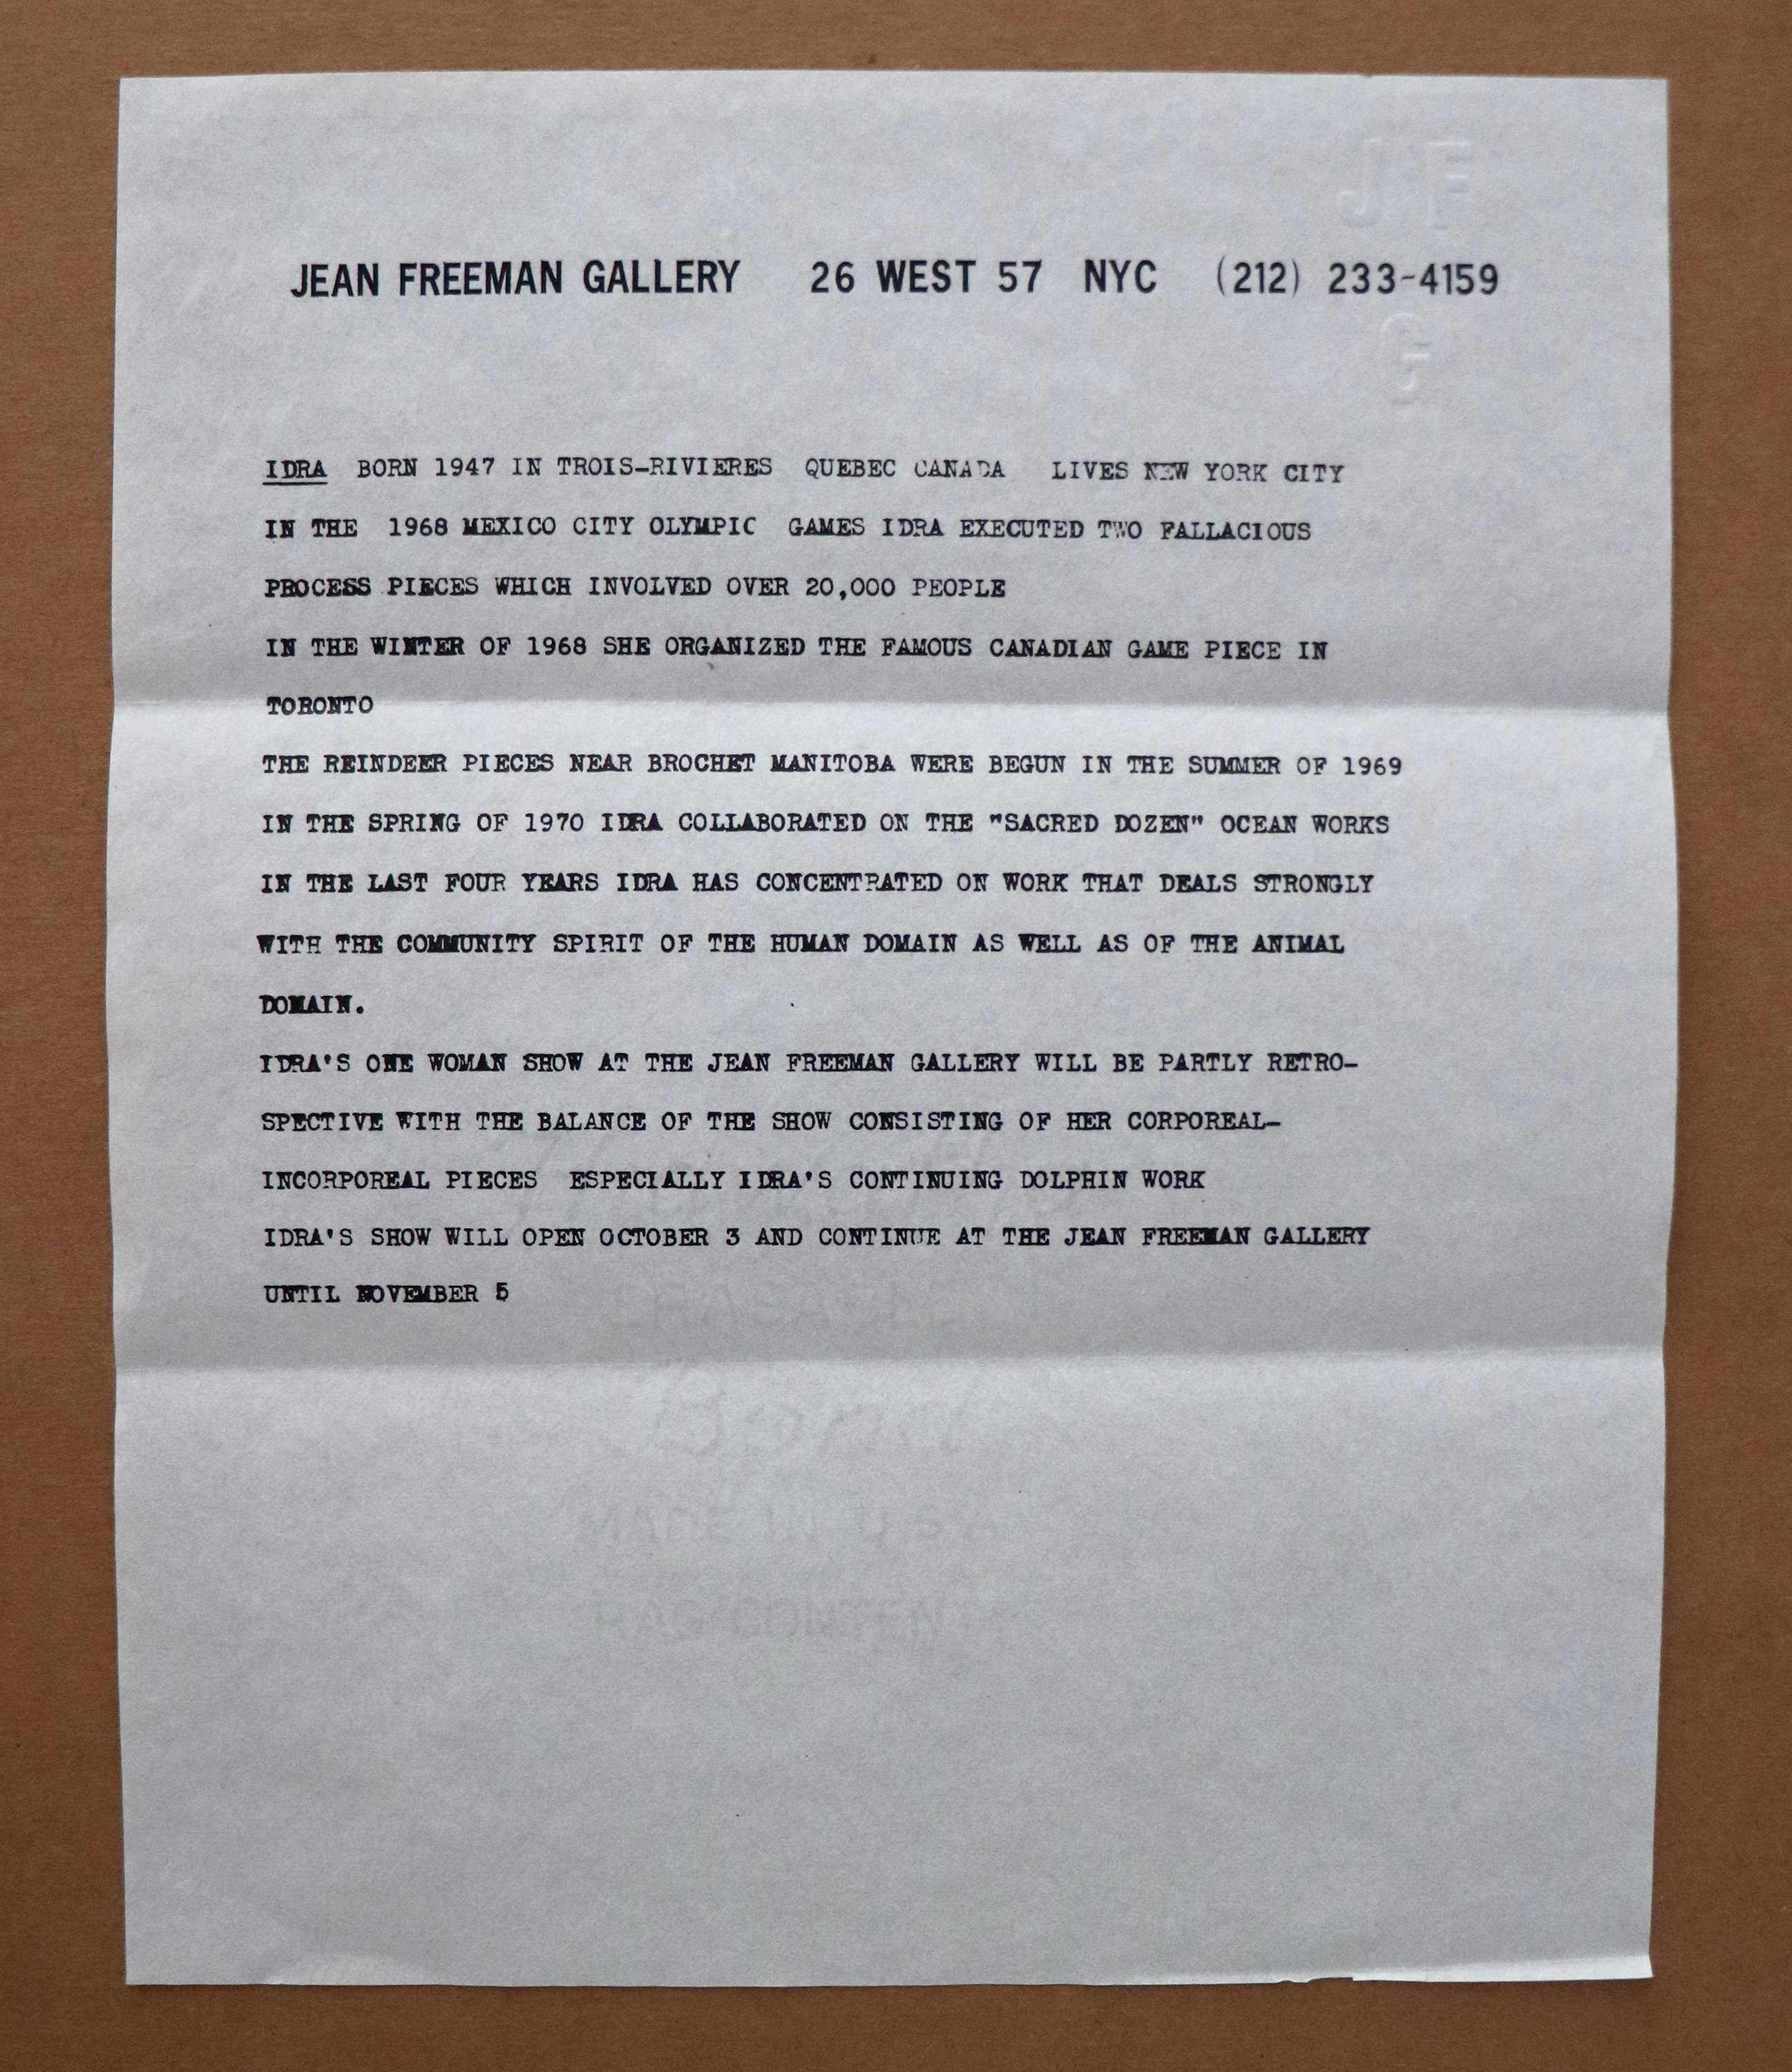 J F
JEAN FREEMAN GALLERY 26 WEST 57 NYC (212) 233-4159
G
IDRA BORN 1947 IN TROIS-RIVIERES QUEBEC CANADA LIVES NEW YORK CITY
IN THE 1968 MEXICO CITY OLYMPIC GAMES IDRA EXECUTED TWO FALLACIOUS
PROCESS PIECES WHICH INVOLVED OVER 20,000 PEOPLE
IN THE WINTER OF 1968 SHE ORGANIZED THE FAMOUS CANADIAN GAME PIECE IN
TORONTO
THE REINDEER PIECES NEAR BROCHET MANITOBA WERE BEGUN IN THE SUMMER OF 1969
IN THE SPRING OF 1970 IDRA COLLABORATED ON THE "SACRED DOZEN" OCEAN WORKS
IN THE LAST FOUR YEARS IDRA HAS CONCENTRATED ON WORK THAT DEALS STRONGLY
WITH THE COMMUNITY SPIRIT OF THE HUMAN DOMAIN AS WELL AS OF THE ANIMAL
DOMAIN.
IDRA'S ONE WOMAN SHOW AT THE JEAN FREEMAN GALLERY WILL BE PARTLY RETRO-
SPECTIVE WITH THE BALANCE OF THE SHOW CONSISTING OF HER CORPOREAL-
INCORPOREAL PIECES ESPECIALLY IDRA'S CONTINUING DOLPHIN WORK
IDRA'S SHOW WILL OPEN OCTOBER 3 AND CONTINUE AT THE JEAN FREEMAN GALLERY
UNTIL NOVEMBER 5
MADE IN U.S.A.
RAG CONTENT